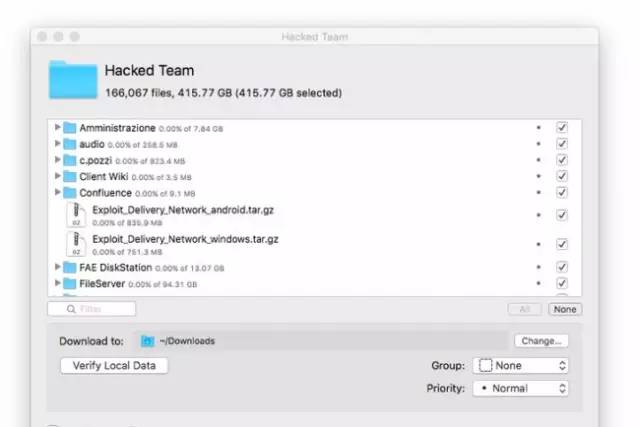 Hacked Team
Hacked Team
166,067 files, 415.77 GB (415.77 GB selected)
Amministrazione 0.00% of 7.84 GB
audio 0.00% of 258.5 MB
c.pozzi 0.00% of 823.4 MB
Client Wiki 0.00% of 3.5 MB
Confluence 0.00% of 9.1 MB
Exploit_Delivery_Network_android.tar.gz
GZ
0.00% of 835.9 MB
Exploit_Delivery_Network_windows.tar.gz
GZ
0.00% of 751.3 MB
FAE DiskStation 0.00% of 13.07 GB
FileServer 0.00% of 94.31 GB
Filter
All None
Download to: ~/Downloads Change...
Verify Local Data Group: None
Priority: • Normal